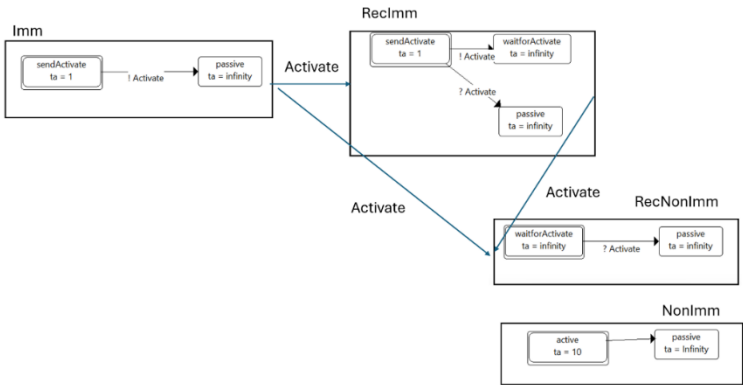 Imm
sendActivate
ta = 1
! Activate
passive
ta = infinity
Activate
RecImm
sendActivate
ta = 1
! Activate
waitforActivate
ta = infinity
? Activate
passive
ta = infinity
Activate
Activate
RecNonImm
waitforActivate
ta = infinity
? Activate
passive
ta = infinity
NonImm
active
ta = 10
passive
ta = Infinity